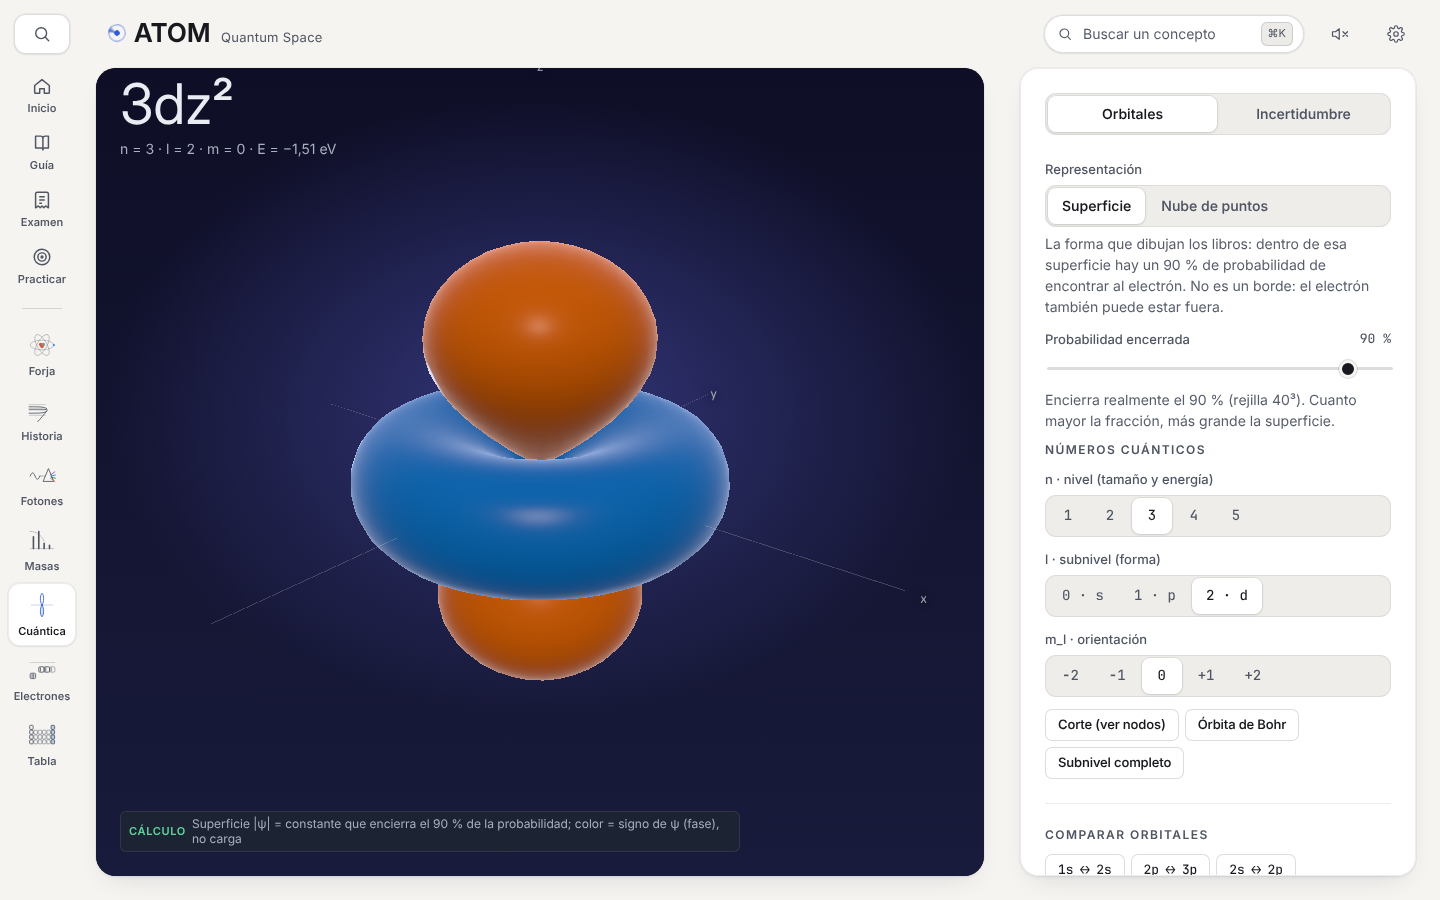 ATOM Quantum Space
Buscar un concepto ⌘K
Inicio
Guía
Examen
Practicar
Forja
Historia
Fotones
Masas
Cuántica
Electrones
Tabla
z
3dz²
n = 3 · l = 2 · m = 0 · E = −1,51 eV
y
x
CÁLCULO Superficie |ψ| = constante que encierra el 90 % de la probabilidad; color = signo de ψ (fase),
no carga
Orbitales Incertidumbre
Representación
Superficie Nube de puntos
La forma que dibujan los libros: dentro de esa
superficie hay un 90 % de probabilidad de
encontrar al electrón. No es un borde: el electrón
también puede estar fuera.
Probabilidad encerrada 90 %
Encierra realmente el 90 % (rejilla 40³). Cuanto
mayor la fracción, más grande la superficie.
NÚMEROS CUÁNTICOS
n · nivel (tamaño y energía)
1 2 3 4 5
l · subnivel (forma)
0 · s 1 · p 2 · d
m_l · orientación
-2 -1 0 +1 +2
Corte (ver nodos) Órbita de Bohr
Subnivel completo
COMPARAR ORBITALES
1s ↔ 2s 2p ↔ 3p 2s ↔ 2p